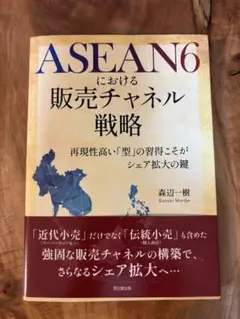 ASEAN6
における
販売チャネル
戦略
再現性高い「型」の習得こそが
シェア拡大の鍵
森辺一樹
Kazuki Moribe
「近代小売」だけでなく「伝統小売」も含めた
強固な販売チャネルの構築で、
さらなるシェア拡大へ…